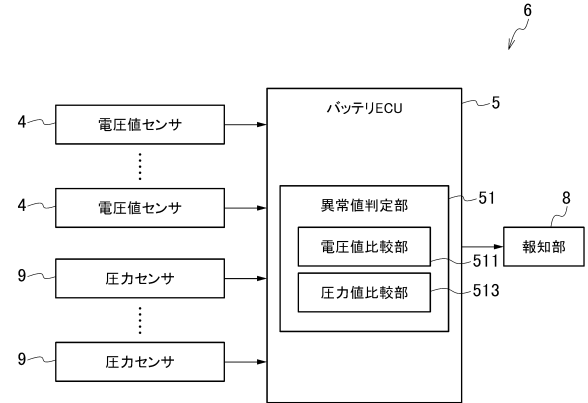 6
4
電圧値センサ
4
電圧値センサ
9
圧力センサ
9
圧力センサ
バッテリECU
5
異常値判定部
51
電圧値比較部
511
圧力値比較部
513
8
報知部